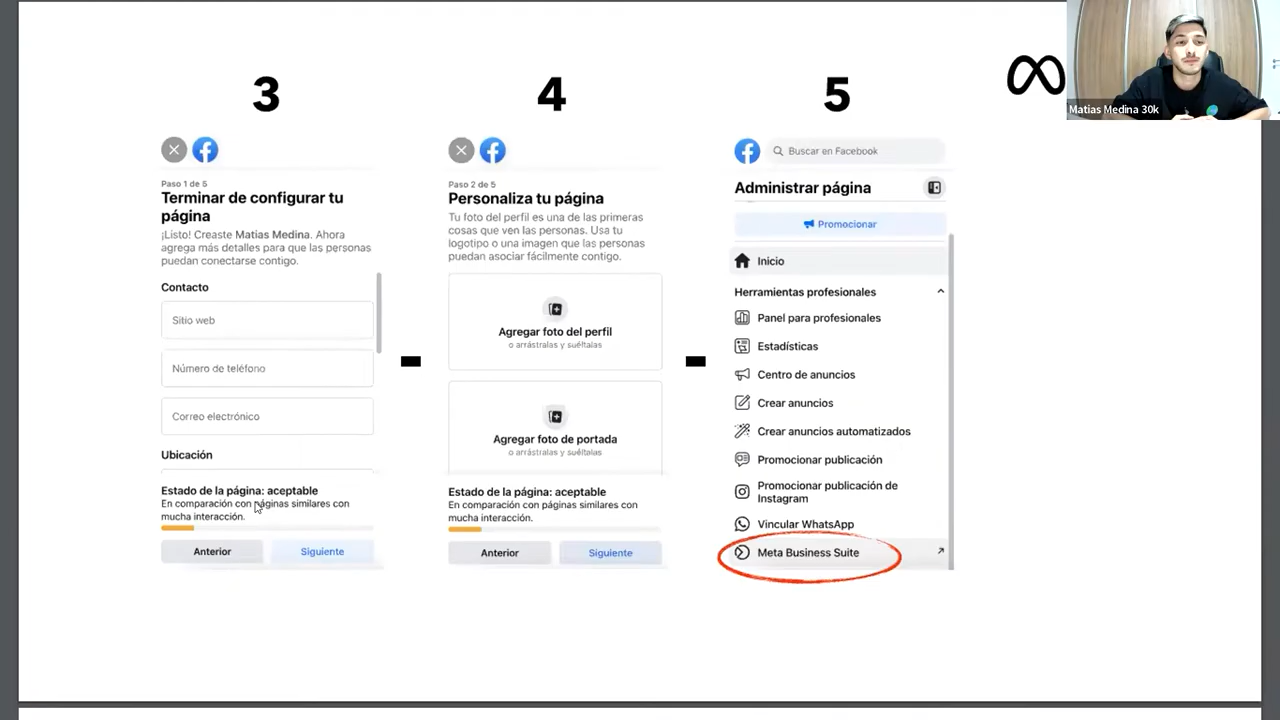 3
Paso 1 de 5
Terminar de configurar tu
página
¡Listo! Creaste Matias Medina. Ahora
agrega más detalles para que las personas
puedan conectarse contigo.
Contacto
Sitio web
Número de teléfono
Correo electrónico
Ubicación
Estado de la página: aceptable
En comparación con páginas similares con
mucha interacción.
Anterior
Siguiente
4
Paso 2 de 5
Personaliza tu página
Tu foto del perfil es una de las primeras
cosas que ven las personas. Usa tu
logotipo o una imagen que las personas
puedan asociar fácilmente contigo.
Agregar foto del perfil
o arrástralas y suéltalas
Agregar foto de portada
o arrástralas y suéltalas
Estado de la página: aceptable
En comparación con páginas similares con
mucha interacción.
Anterior
Siguiente
5
Buscar en Facebook
Administrar página
Promocionar
Inicio
Herramientas profesionales
Panel para profesionales
Estadísticas
Centro de anuncios
Crear anuncios
Crear anuncios automatizados
Promocionar publicación
Promocionar publicación de
Instagram
Vincular WhatsApp
Meta Business Suite
Matias Medina 30k